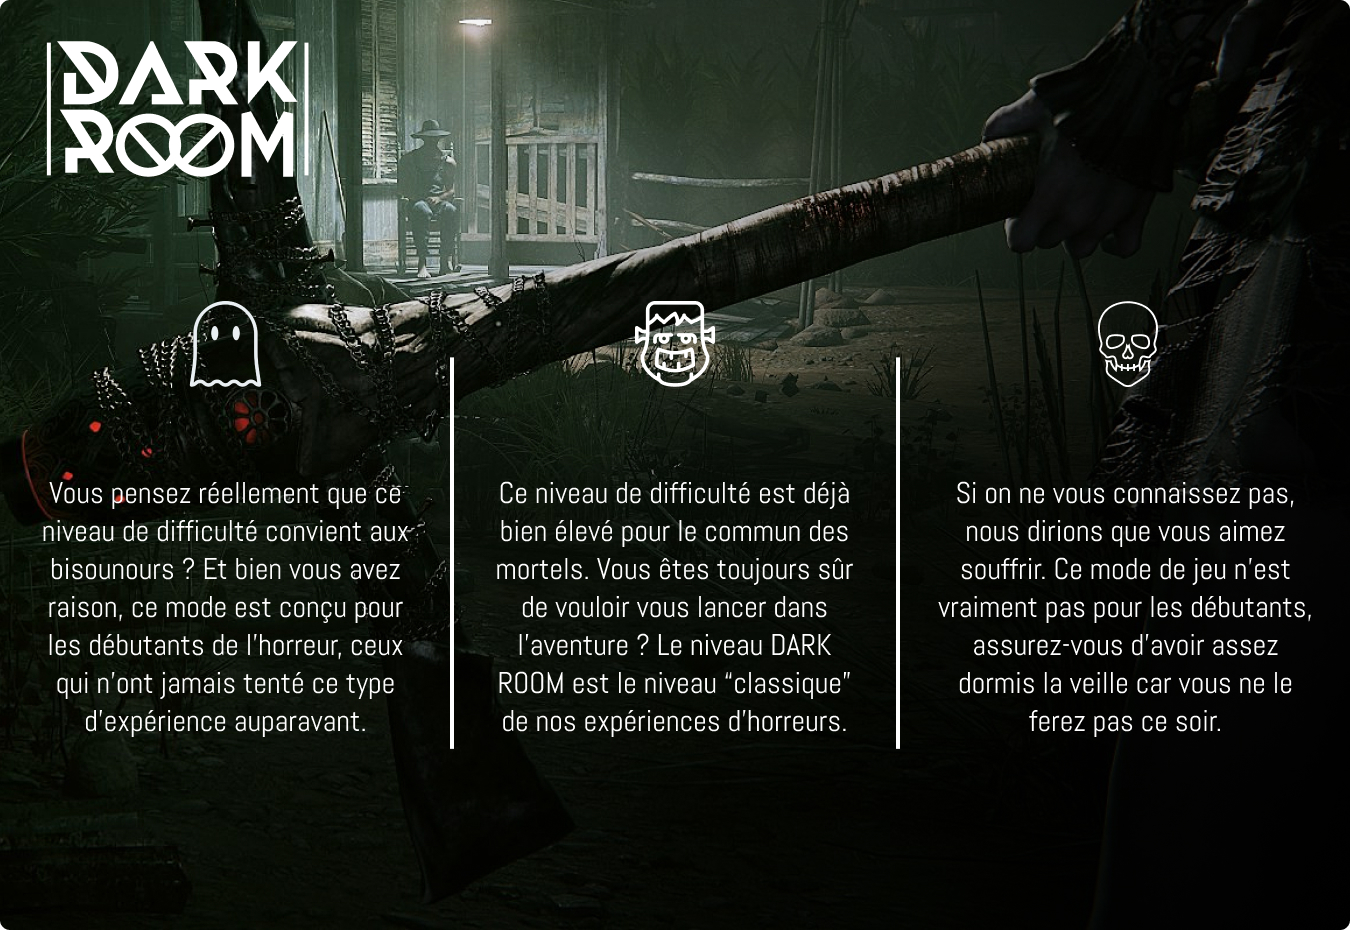 DARK
ROOM
Vous pensez réellement que ce
niveau de difficulté convient aux
bisounours ? Et bien vous avez
raison, ce mode est conçu pour
les débutants de l'horreur, ceux
qui n'ont jamais tenté ce type
d'expérience auparavant.
Ce niveau de difficulté est déjà
bien élevé pour le commun des
mortels. Vous êtes toujours sûr
de vouloir vous lancer dans
l'aventure ? Le niveau DARK
ROOM est le niveau “classique”
de nos expériences d'horreurs.
Si on ne vous connaissez pas,
nous dirions que vous aimez
souffrir. Ce mode de jeu n'est
vraiment pas pour les débutants,
assurez-vous d'avoir assez
dormis la veille car vous ne le
ferez pas ce soir.